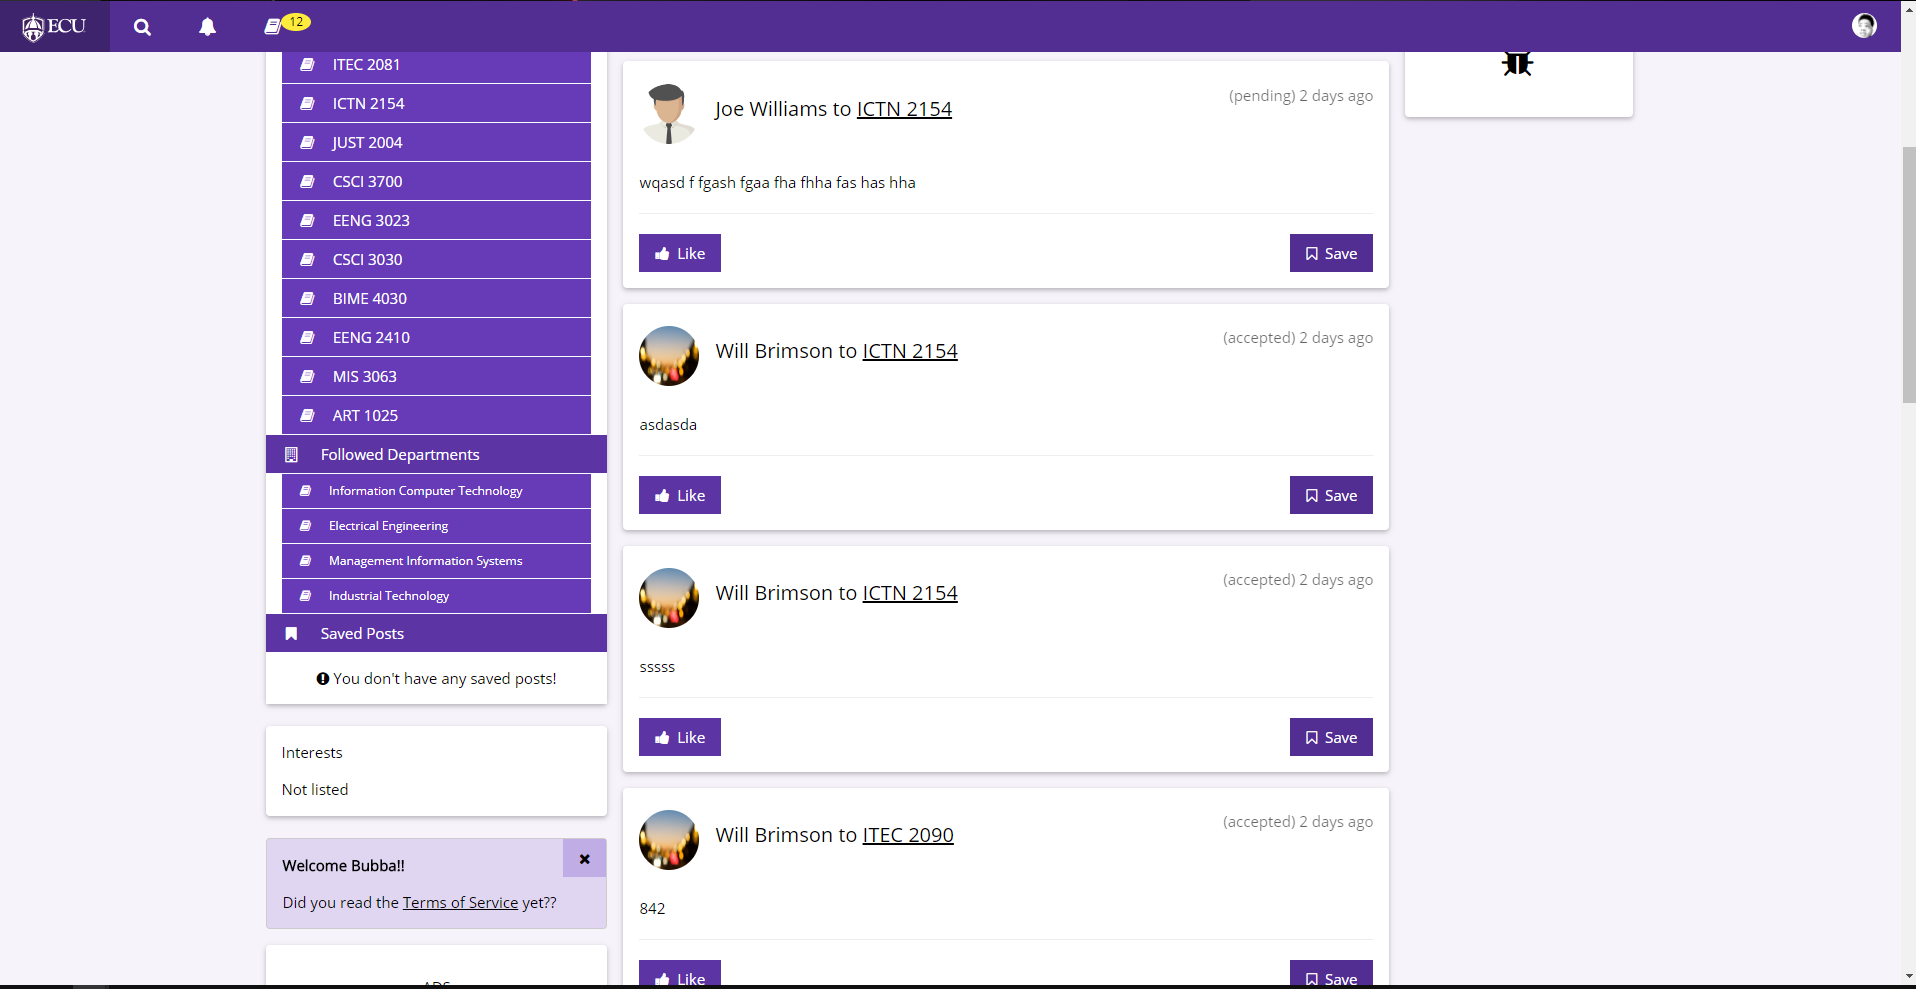 ECU
12
ITEC 2081
ICTN 2154
JUST 2004
CSCI 3700
EENG 3023
CSCI 3030
BIME 4030
EENG 2410
MIS 3063
ART 1025
Followed Departments
Information Computer Technology
Electrical Engineering
Management Information Systems
Industrial Technology
Saved Posts
You don't have any saved posts!
Interests
Not listed
Welcome Bubba!!
Did you read the Terms of Service yet??
ADS
Joe Williams to ICTN 2154
(pending) 2 days ago
wqasd f fgash fgaa fha fhha fas has hha
Like
Save
Will Brimson to ICTN 2154
(accepted) 2 days ago
asdasda
Like
Save
Will Brimson to ICTN 2154
(accepted) 2 days ago
sssss
Like
Save
Will Brimson to ITEC 2090
(accepted) 2 days ago
842
Like
Save